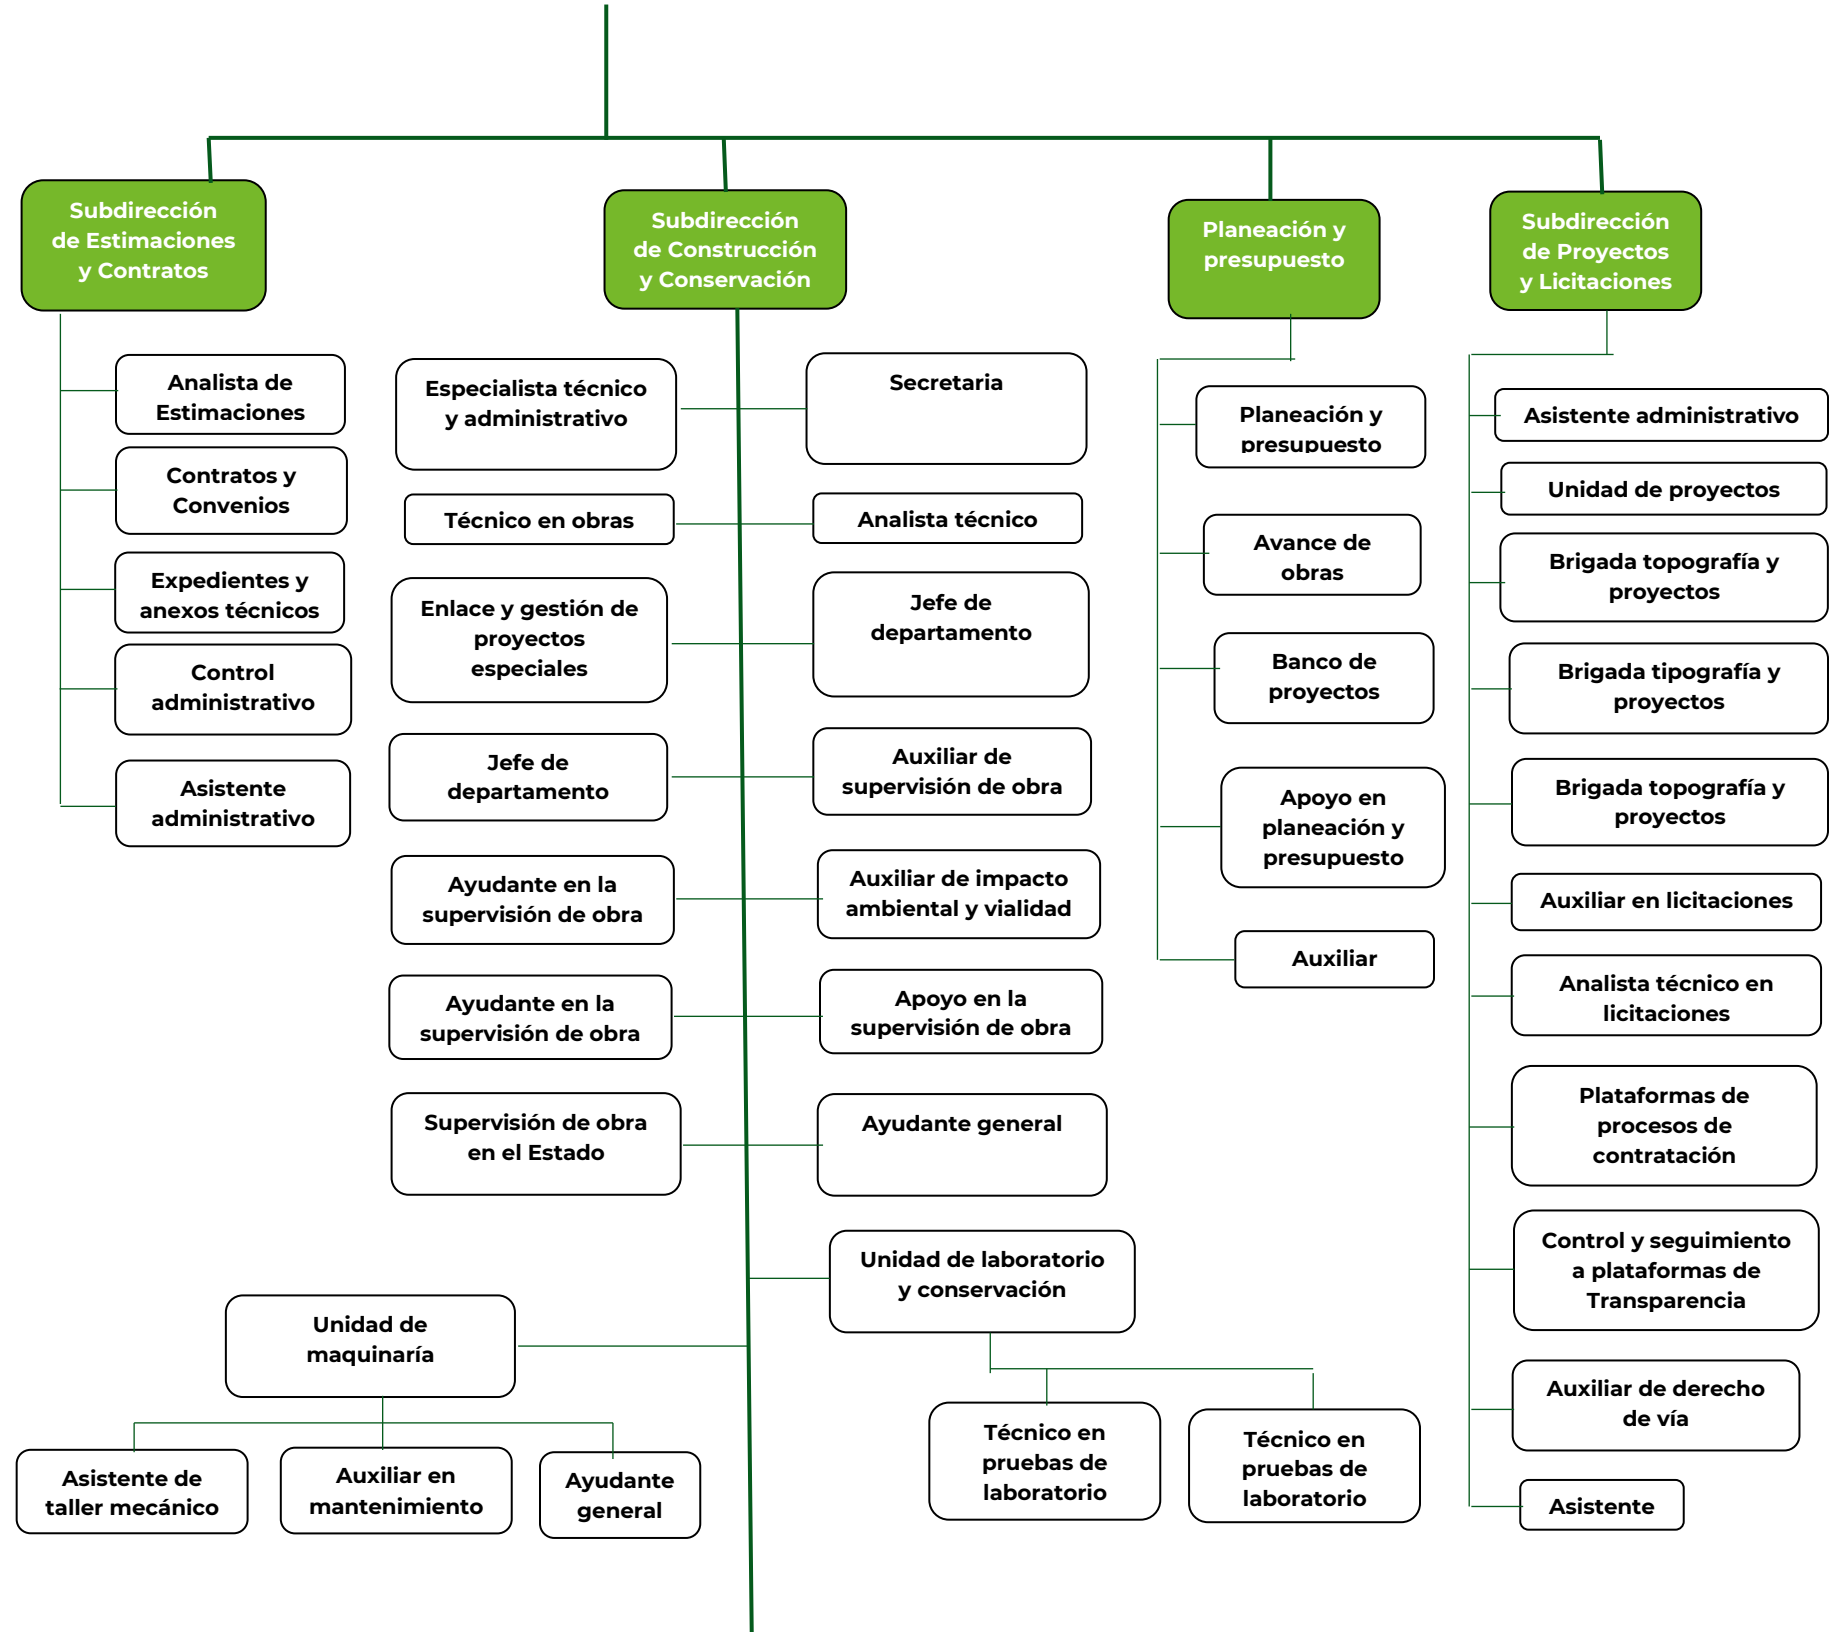 Subdirección
de Estimaciones
y Contratos
Subdirección
de Construcción
y Conservación
Planeación y
presupuesto
Subdirección
de Proyectos
y Licitaciones
Analista de
Estimaciones
Contratos y
Convenios
Expedientes y
anexos técnicos
Control
administrativo
Asistente
administrativo
Especialista técnico
y administrativo
Secretaria
Técnico en obras
Analista técnico
Enlace y gestión de
proyectos
especiales
Jefe de
departamento
Jefe de
departamento
Auxiliar de
supervisión de obra
Ayudante en la
supervisión de obra
Auxiliar de impacto
ambiental y vialidad
Ayudante en la
supervisión de obra
Apoyo en la
supervisión de obra
Supervisión de obra
en el Estado
Ayudante general
Unidad de laboratorio
y conservación
Unidad de
maquinaría
Asistente de
taller mecánico
Auxiliar en
mantenimiento
Ayudante
general
Técnico en
pruebas de
laboratorio
Técnico en
pruebas de
laboratorio
Planeación y
presupuesto
Avance de
obras
Banco de
proyectos
Apoyo en
planeación y
presupuesto
Auxiliar
Asistente administrativo
Unidad de proyectos
Brigada topografía y
proyectos
Brigada tipografía y
proyectos
Brigada topografía y
proyectos
Auxiliar en licitaciones
Analista técnico en
licitaciones
Plataformas de
procesos de
contratación
Control y seguimiento
a plataformas de
Transparencia
Auxiliar de derecho
de vía
Asistente